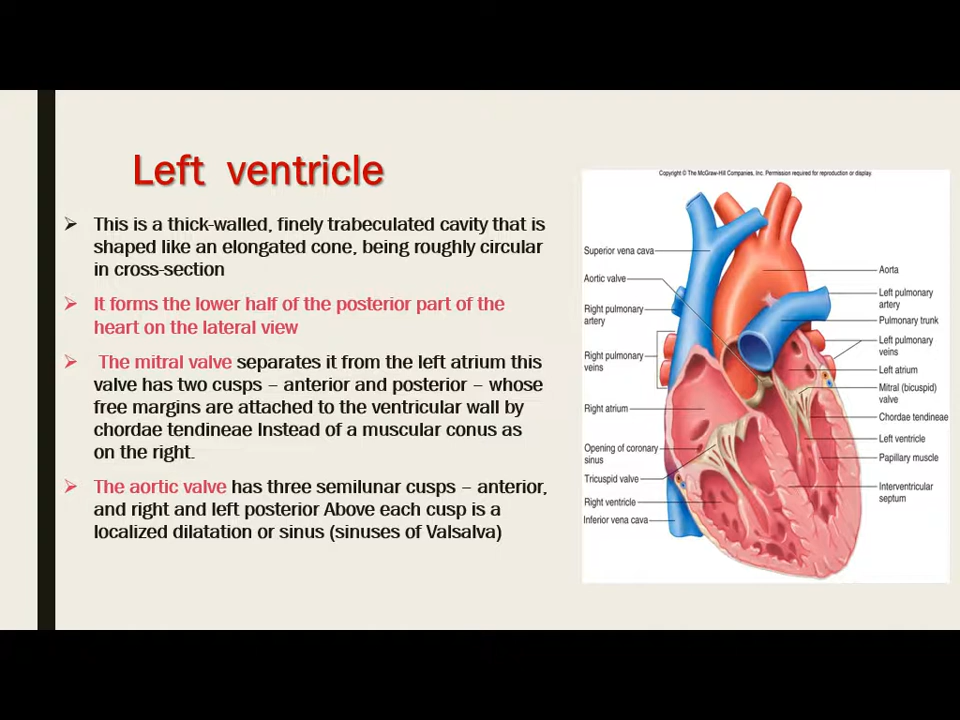 Left ventricle
➢ This is a thick-walled, finely trabeculated cavity that is
shaped like an elongated cone, being roughly circular
in cross-section
➢ It forms the lower half of the posterior part of the
heart on the lateral view
➢ The mitral valve separates it from the left atrium this
valve has two cusps – anterior and posterior – whose
free margins are attached to the ventricular wall by
chordae tendineae Instead of a muscular conus as
on the right.
➢ The aortic valve has three semilunar cusps – anterior,
and right and left posterior Above each cusp is a
localized dilatation or sinus (sinuses of Valsalva)
Copyright © The McGraw-Hill Companies, Inc. Permission required for reproduction or display.
Superior vena cava
Aortic valve
Right pulmonary
artery
Right pulmonary
veins
Right atrium
Opening of coronary
sinus
Tricuspid valve
Right ventricle
Inferior vena cava
Aorta
Left pulmonary
artery
Pulmonary trunk
Left pulmonary
veins
Left atrium
Mitral (bicuspid)
valve
Chordae tendineae
Left ventricle
Papillary muscle
Interventricular
septum